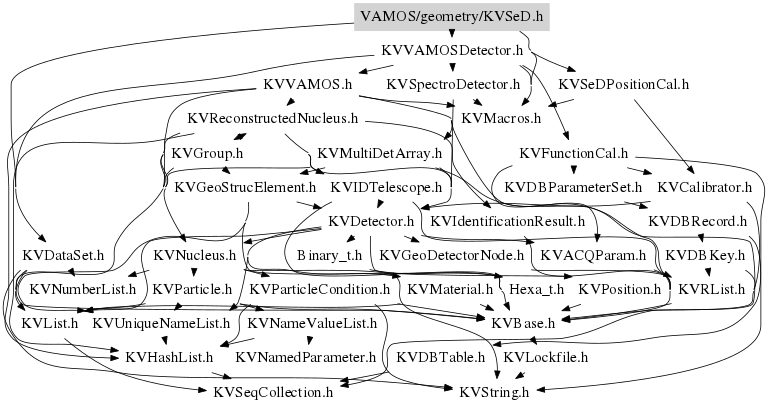 VAMOS/geometry/KVSeD.h
KVVAMOSDetector.h
KVVAMOS.h KVSpectroDetector.h KVSeDPositionCal.h
KVReconstructedNucleus.h KVMacros.h
KVGroup.h KVMultiDetArray.h KVFunctionCal.h
KVGeoStrucElement.h KVIDTelescope.h KVDBParameterSet.h KVCalibrator.h
KVDetector.h KVIdentificationResult.h KVDBRecord.h
KVDataSet.h KVNucleus.h Binary_t.h KVGeoDetectorNode.h KVACQParam.h KVDBKey.h
KVNumberList.h KVParticle.h KVParticleCondition.h KVMaterial.h Hexa_t.h KVPosition.h KVRList.h
KVList.h KVUniqueNameList.h KVNameValueList.h KVBase.h
KVHashList.h KVNamedParameter.h KVDBTable.h KVLockfile.h
KVSeqCollection.h KVString.h